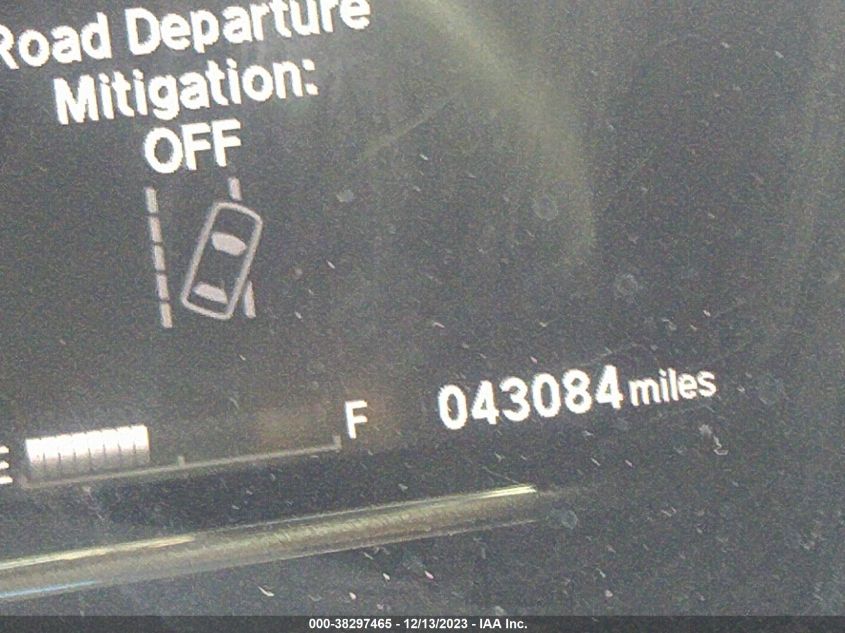 Road Departure
Mitigation:
OFF
E F 043084 miles
000-38297465 - 12/13/2023 - IAA Inc.